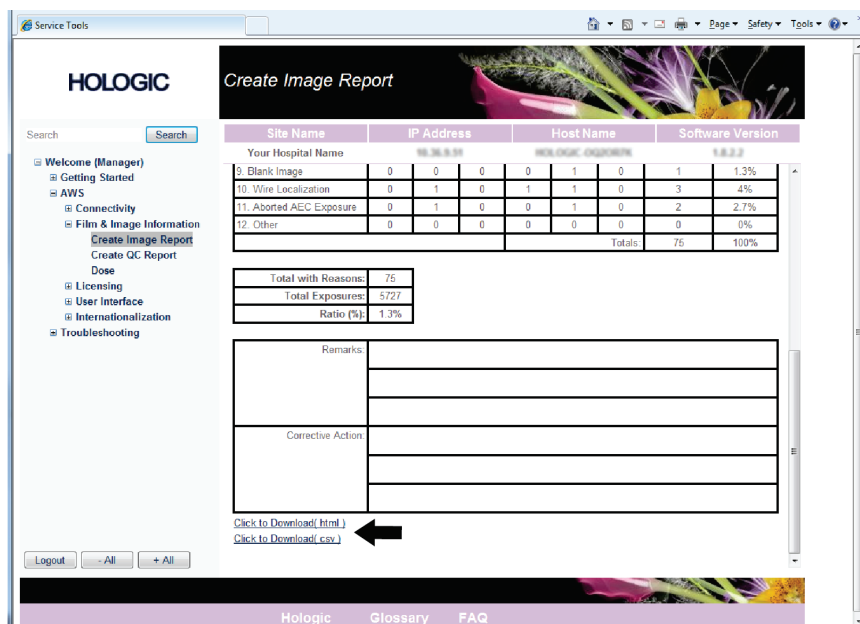 Service Tools
Page Safety Tools
HOLOGIC
Create Image Report
Search Search
Site Name IP Address Host Name Software Version
Your Hospital Name 1.8.2.2
Welcome (Manager)
Getting Started
AWS
Connectivity
Film & Image Information
Create Image Report
Create QC Report
Dose
Licensing
User Interface
Internationalization
Troubleshooting
9. Blank Image 0 0 0 0 1 0 1 1.3%
10. Wire Localization 0 1 0 1 1 0 3 4%
11. Aborted AEC Exposure 0 1 0 0 1 0 2 2.7%
12. Other 0 0 0 0 0 0 0 0%
Totals: 75 100%
Total with Reasons: 75
Total Exposures: 5727
Ratio (%): 1.3%
Remarks:
Corrective Action:
Click to Download( html )
Click to Download( csv )
Logout - All + All
Hologic Glossary FAQ